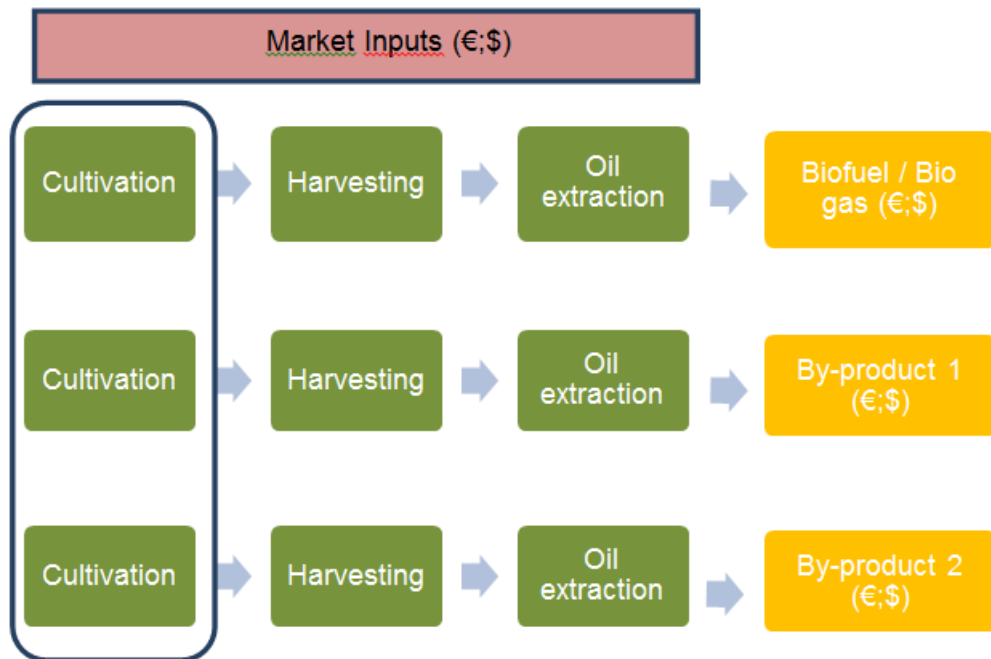 Market Inputs (€;$)
Cultivation
Harvesting
Oil
extraction
Biofuel / Bio
gas (€;$)
Cultivation
Harvesting
Oil
extraction
By-product 1
(€;$)
Cultivation
Harvesting
Oil
extraction
By-product 2
(€;$)